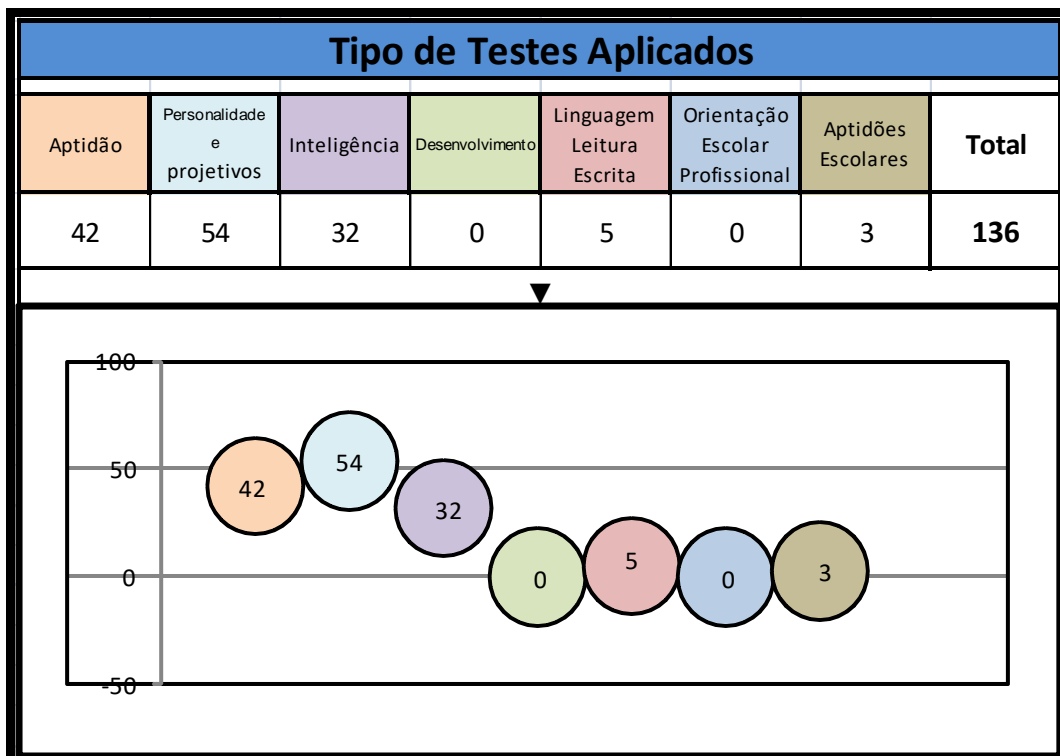 Tipo de Testes Aplicados
Aptidão
Personalidade
e
projetivos
Inteligência
Desenvolvimento
Linguagem
Leitura
Escrita
Orientação
Escolar
Profissional
Aptidões
Escolares
Total
42 54 32 0 5 0 3 136
100
50
0
-50
42
54
32
0
5
0
3